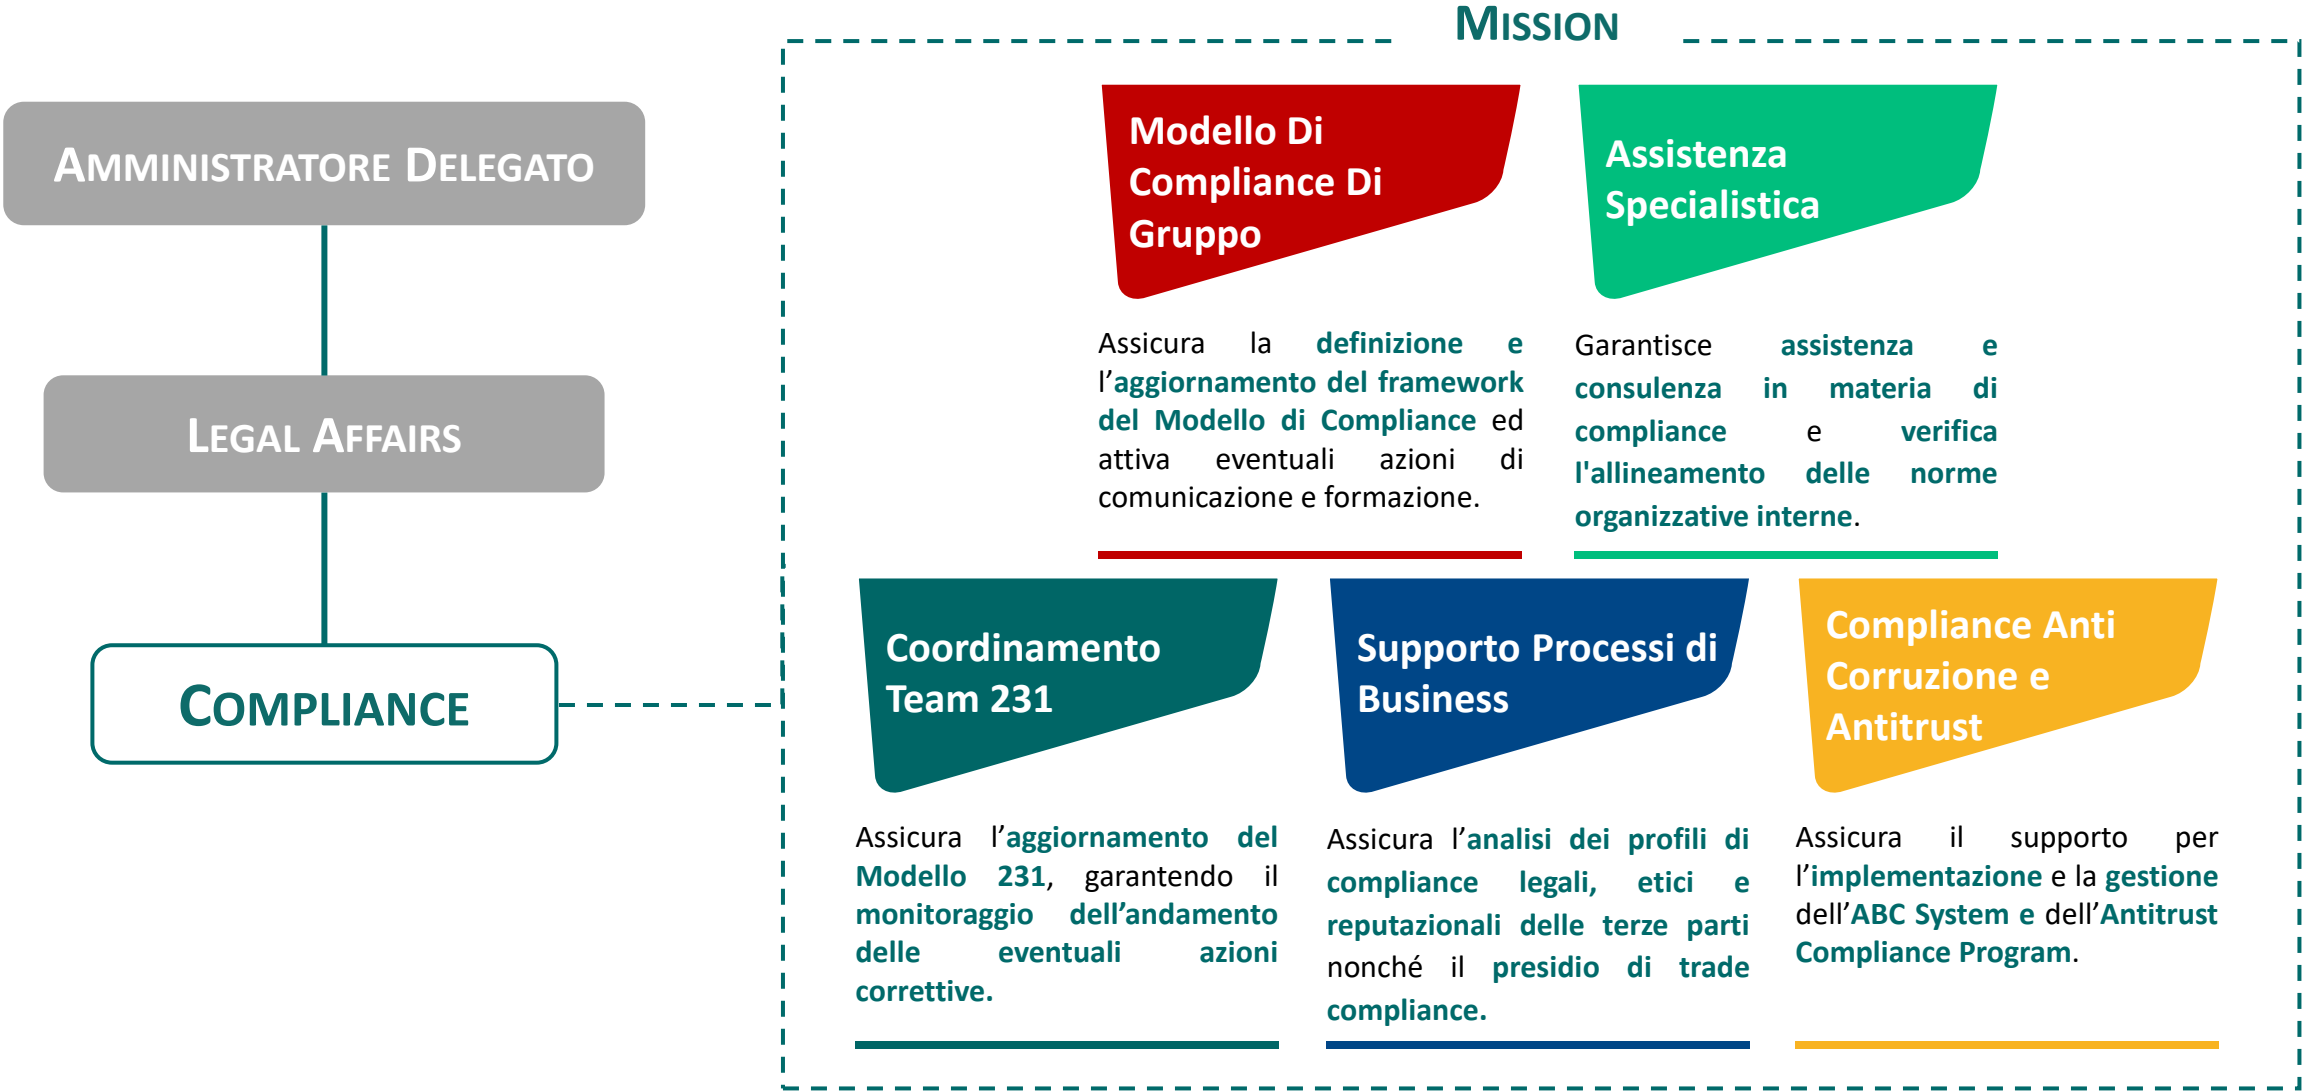 MISSION
AMMINISTRATORE DELEGATO
LEGAL AFFAIRS
COMPLIANCE
Modello Di
Compliance Di
Gruppo
Assicura la definizione e
l’aggiornamento del framework
del Modello di Compliance ed
attiva eventuali azioni di
comunicazione e formazione.
Assistenza
Specialistica
Garantisce assistenza e
consulenza in materia di
compliance e verifica
l'allineamento delle norme
organizzative interne.
Coordinamento
Team 231
Assicura l’aggiornamento del
Modello 231, garantendo il
monitoraggio dell’andamento
delle eventuali azioni
correttive.
Supporto Processi di
Business
Assicura l’analisi dei profili di
compliance legali, etici e
reputazionali delle terze parti
nonché il presidio di trade
compliance.
Compliance Anti
Corruzione e
Antitrust
Assicura il supporto per
l’implementazione e la gestione
dell’ABC System e dell’Antitrust
Compliance Program.